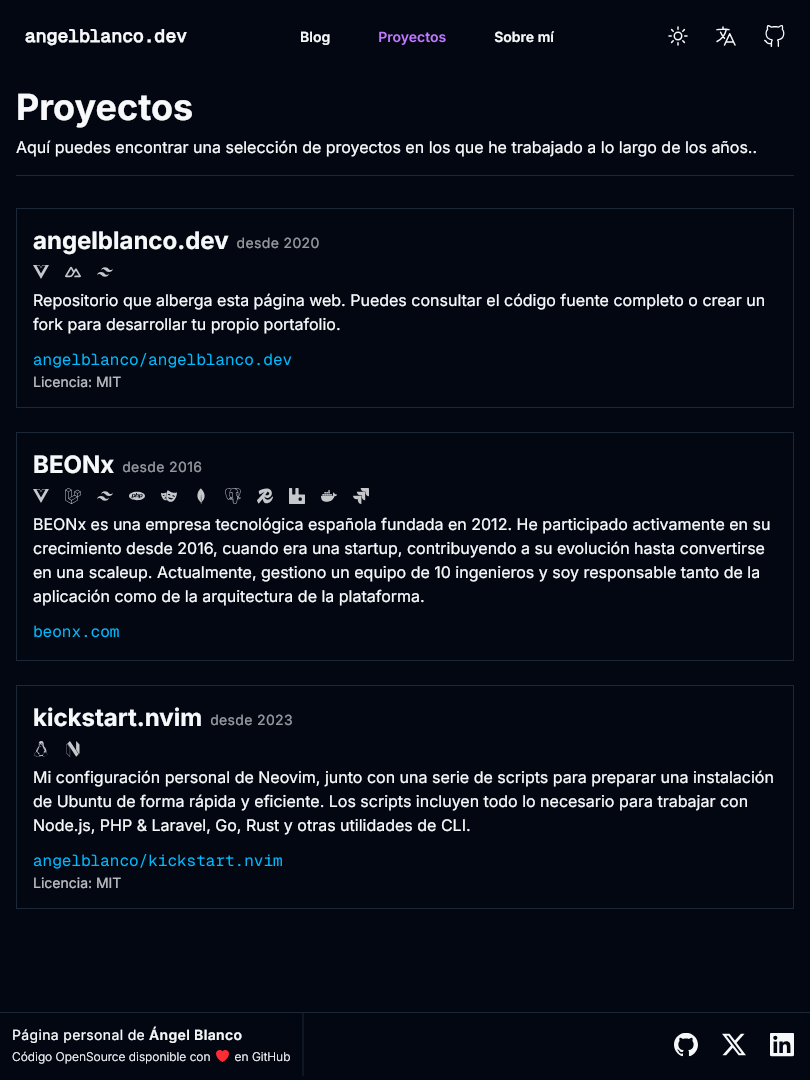 angelblanco.dev
Blog
Proyectos
Sobre mí
Proyectos
Aquí puedes encontrar una selección de proyectos en los que he trabajado a lo largo de los años..
angelblanco.dev desde 2020
Repositorio que alberga esta página web. Puedes consultar el código fuente completo o crear un
fork para desarrollar tu propio portafolio.
angelblanco/angelblanco.dev
Licencia: MIT
BEONx desde 2016
php
BEONx es una empresa tecnológica española fundada en 2012. He participado activamente en su
crecimiento desde 2016, cuando era una startup, contribuyendo a su evolución hasta convertirse
en una scaleup. Actualmente, gestiono un equipo de 10 ingenieros y soy responsable tanto de la
aplicación como de la arquitectura de la plataforma.
beonx.com
kickstart.nvim desde 2023
Mi configuración personal de Neovim, junto con una serie de scripts para preparar una instalación
de Ubuntu de forma rápida y eficiente. Los scripts incluyen todo lo necesario para trabajar con
Node.js, PHP & Laravel, Go, Rust y otras utilidades de CLI.
angelblanco/kickstart.nvim
Licencia: MIT
Página personal de Ángel Blanco
Código OpenSource disponible con ❤️ en GitHub